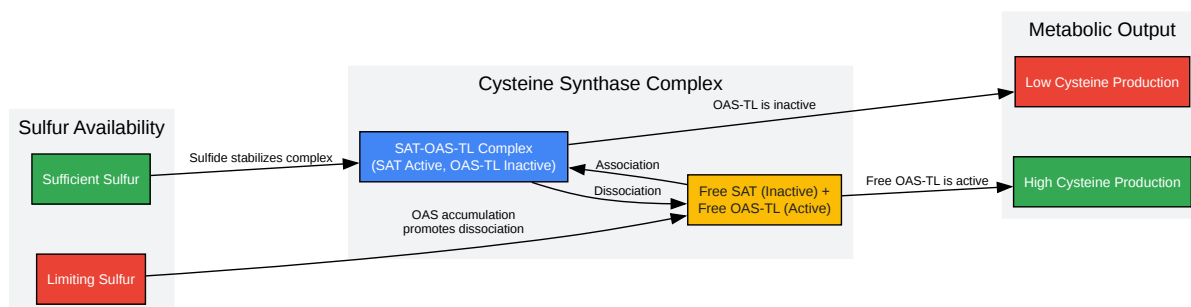 Sulfur Availability
Sufficient Sulfur
Limiting Sulfur
Sulfide stabilizes complex
OAS accumulation
promotes dissociation
Cysteine Synthase Complex
SAT-OAS-TL Complex
(SAT Active, OAS-TL Inactive)
Association
Dissociation
Free SAT (Inactive) +
Free OAS-TL (Active)
OAS-TL is inactive
Free OAS-TL is active
Metabolic Output
Low Cysteine Production
High Cysteine Production